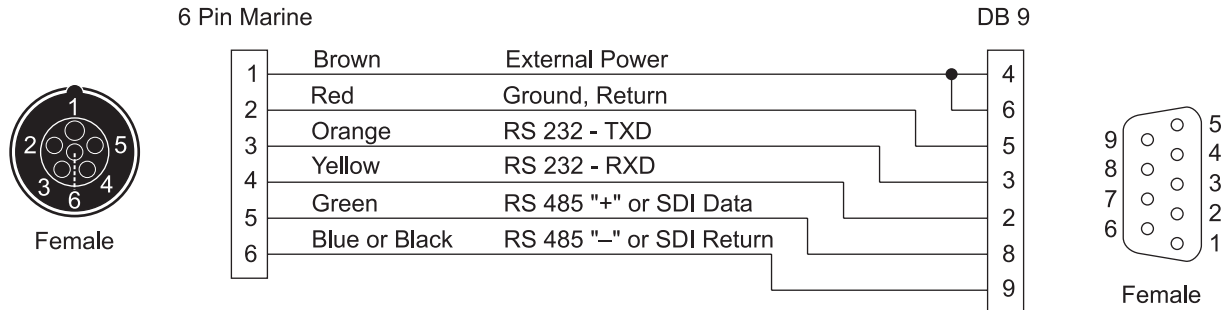 6 Pin Marine
DB 9
1 Brown External Power 4
2 Red Ground, Return 6
3 Orange RS 232 - TXD 5
4 Yellow RS 232 - RXD 3
5 Green RS 485 "+" or SDI Data 2
6 Blue or Black RS 485 "–" or SDI Return 8
9
1
2 5
3 4
6
Female
5
9
4
8
3
7
2
6
1
Female